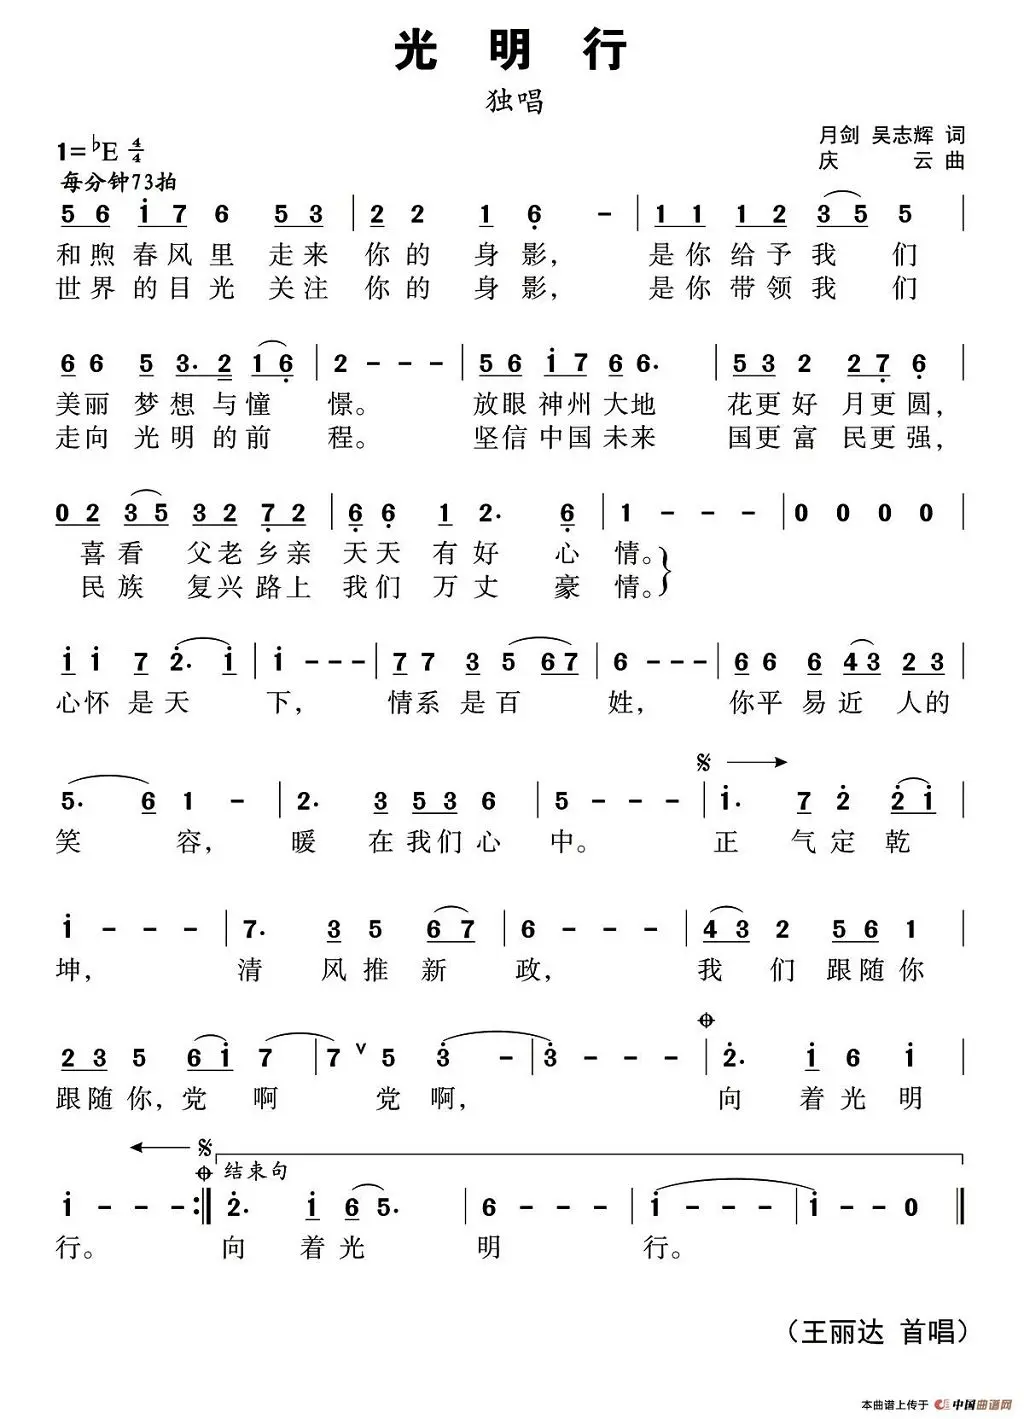 光 明 行
独唱
月剑 吴志辉 词
1=♭E 4/4
庆 云 曲
每分钟73拍
5 6 i 7 6 5 3 | 2 2 1 6 - | 1 1 1 2 3 5 5 |
和煦 春风 里 走来 你 的 身 影, 是你 给予 我 们
世界 的目 光 关注 你 的 身 影, 是你 带领 我 们
6 6 5 3. 2 1 6 | 2 - - - | 5 6 i 7 6 6. | 5 3 2 2 7 6 |
美丽 梦 想 与 憧 憬。 放眼 神州 大地 花更 好 月更 圆,
走向 光 明 的 前 程。 坚信 中国 未来 国更 富 民更 强,
0 2 3 5 3 2 7 2 | 6 6 1 2. 6 | 1 - - - | 0 0 0 0 |
喜 看 父老 乡亲 天天 有 好 心 情。}
民 族 复兴 路上 我们 万 丈 豪 情。}
i i 7 2. i | i - - - | 7 7 3 5 6 7 | 6 - - - | 6 6 6 4 3 2 3 |
心怀 是 天 下, 情系 是 百 姓, 你平 易 近 人的
5. 6 1 - | 2. 3 5 3 6 | 5 - - - | i. 7 2 2 i |
笑 容, 暖 在 我们 心 中。 正 气 定 乾
i - - - | 7. 3 5 6 7 | 6 - - - | 4 3 2 5 6 1 |
坤, 清 风 推 新 政, 我 们 跟随 你
2 3 5 6 i 7 | 7 ∨ 5 3 - | 3 - - - | 2. i 6 i |
跟随 你, 党 啊 党 啊, 向 着 光 明
结束句
i - - - :‖ 2. i 6 5. | 6 - - - | i - - - | i - - 0 ‖
行。 向 着 光 明 行。
（王丽达 首唱）
本曲谱上传于 中国曲谱网